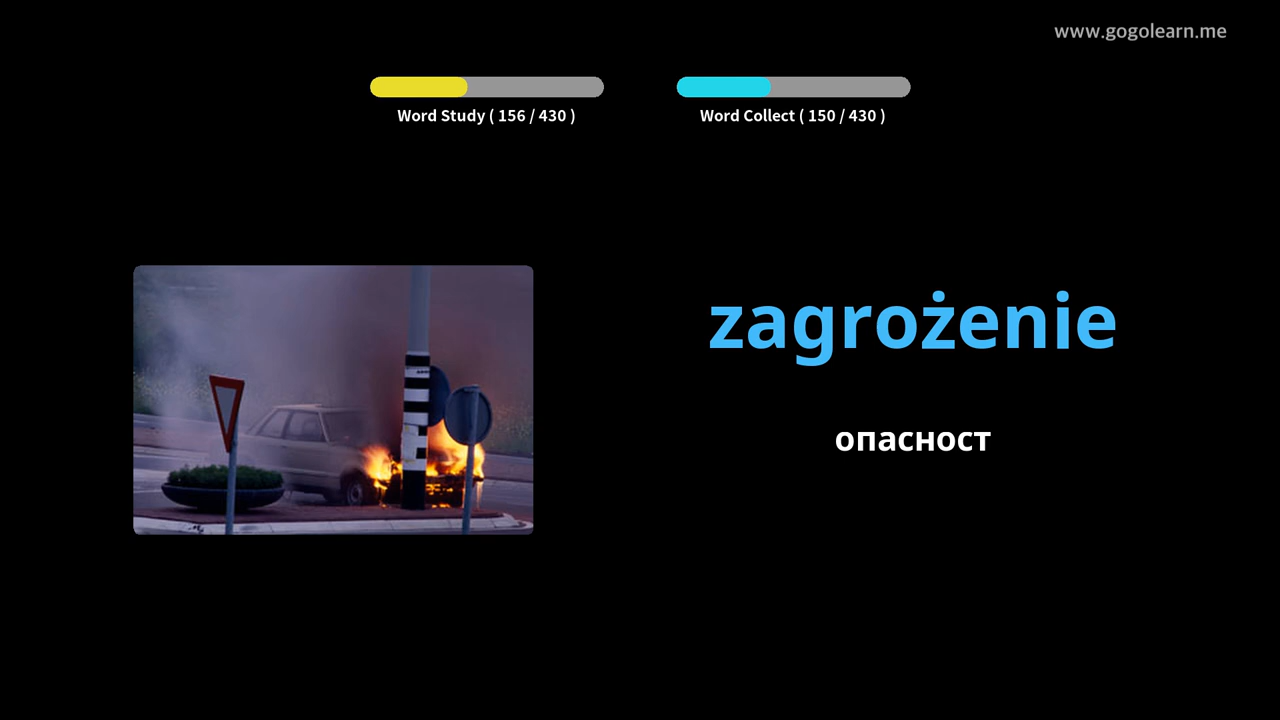 www.gogolearn.me
Word Study ( 156 / 430 )
Word Collect ( 150 / 430 )
zagrożenie
опасност